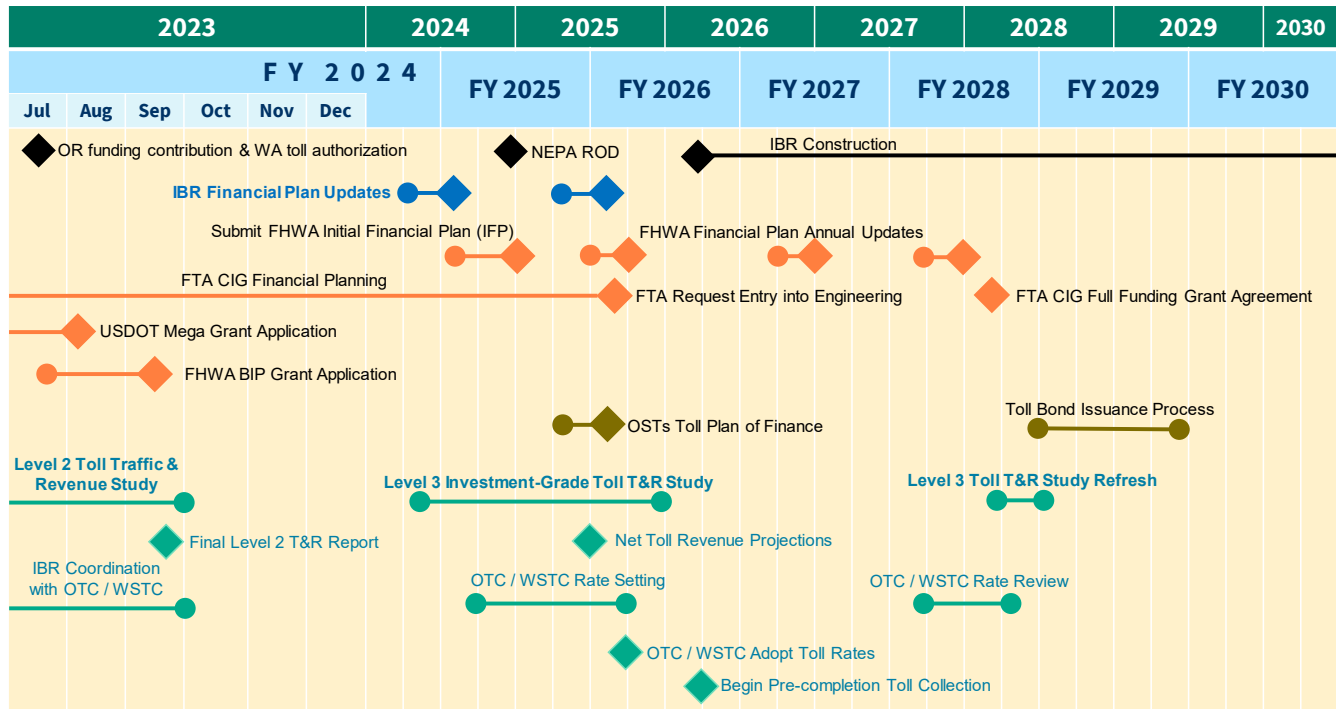 2023 2024 2025 2026 2027 2028 2029 2030
FY 2024 FY 2025 FY 2026 FY 2027 FY 2028 FY 2029 FY 2030
Jul Aug Sep Oct Nov Dec
OR funding contribution & WA toll authorization
NEPA ROD
IBR Construction
IBR Financial Plan Updates
Submit FHWA Initial Financial Plan (IFP)
FHWA Financial Plan Annual Updates
FTA CIG Financial Planning
FTA Request Entry into Engineering
FTA CIG Full Funding Grant Agreement
USDOT Mega Grant Application
FHWA BIP Grant Application
OSTs Toll Plan of Finance
Toll Bond Issuance Process
Level 2 Toll Traffic &
Revenue Study
Level 3 Investment-Grade Toll T&R Study
Level 3 Toll T&R Study Refresh
Final Level 2 T&R Report
Net Toll Revenue Projections
IBR Coordination
with OTC / WSTC
OTC / WSTC Rate Setting
OTC / WSTC Rate Review
OTC / WSTC Adopt Toll Rates
Begin Pre-completion Toll Collection